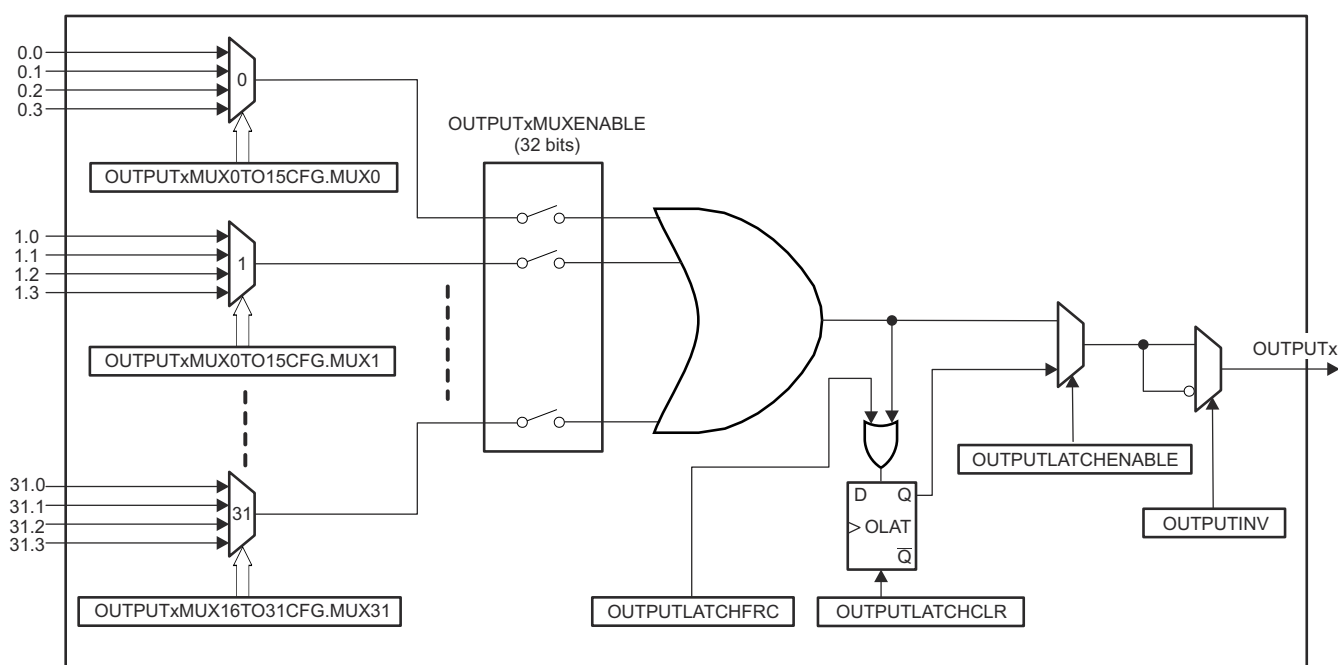 0.0
0.1
0.2
0.3
0
OUTPUTxMUX0TO15CFG.MUX0
OUTPUTxMUXENABLE
(32 bits)
1.0
1.1
1.2
1.3
1
OUTPUTxMUX0TO15CFG.MUX1
31.0
31.1
31.2
31.3
31
OUTPUTxMUX16TO31CFG.MUX31
OUTPUTLATCHFRC
D Q
OLAT
Q̅
OUTPUTLATCHCLR
OUTPUTLATCHENABLE
OUTPUTINV
OUTPUTx